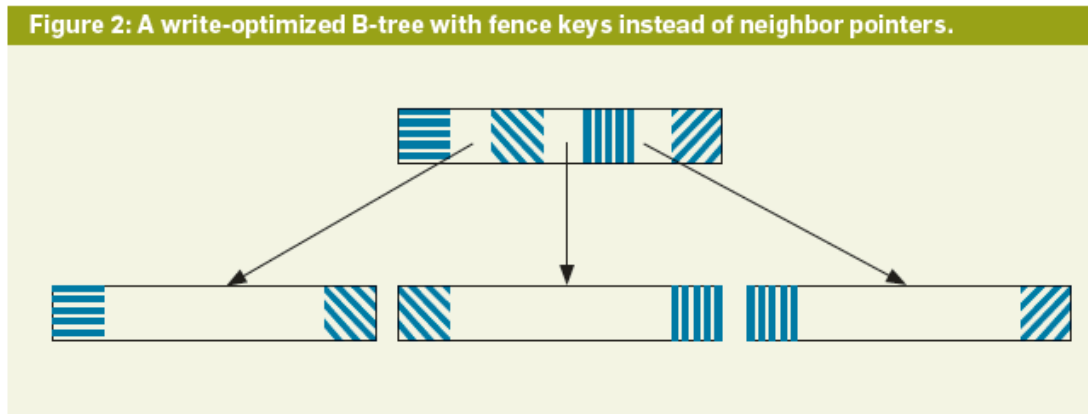 Figure 2: A write-optimized B-tree with fence keys instead of neighbor pointers.